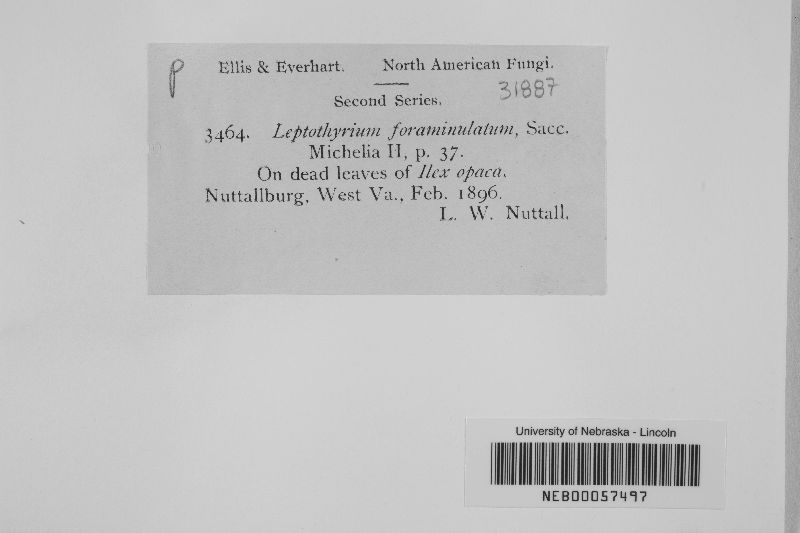 p
Ellis & Everhart. North American Fungi.
31887
Second Series.
3464. Leptothyrium foraminulatum, Sacc.
Michelia II, p. 37.
On dead leaves of Ilex opaca.
Nuttallburg, West Va., Feb. 1896.
L. W. Nuttall.
University of Nebraska - Lincoln
NEB00057497